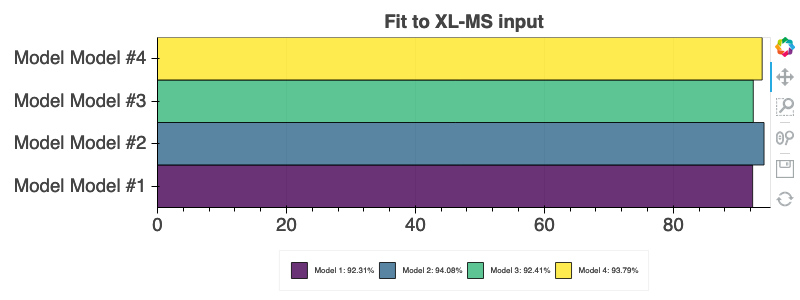 Fit to XL-MS input
Model Model #4
Model Model #3
Model Model #2
Model Model #1
0 20 40 60 80
Model 1: 92.31% Model 2: 94.08% Model 3: 92.41% Model 4: 93.79%